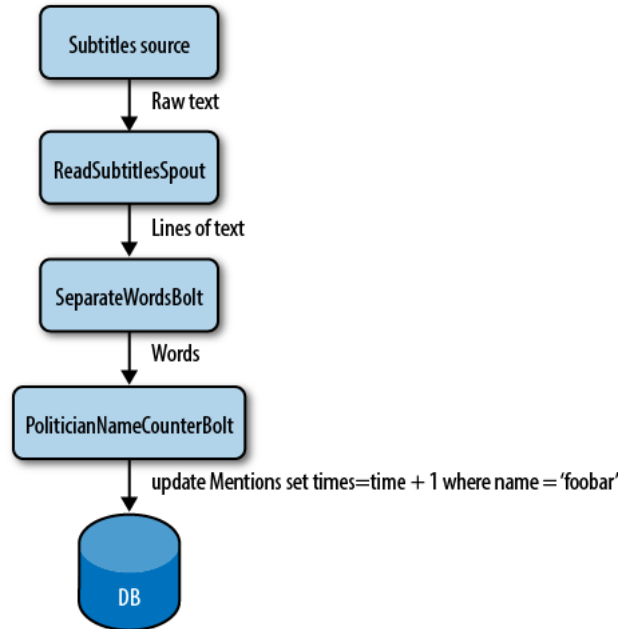 Subtitles source
Raw text
ReadSubtitlesSpout
Lines of text
SeparateWordsBolt
Words
PoliticianNameCounterBolt
update Mentions set times=time + 1 where name = ‘foobar’
DB